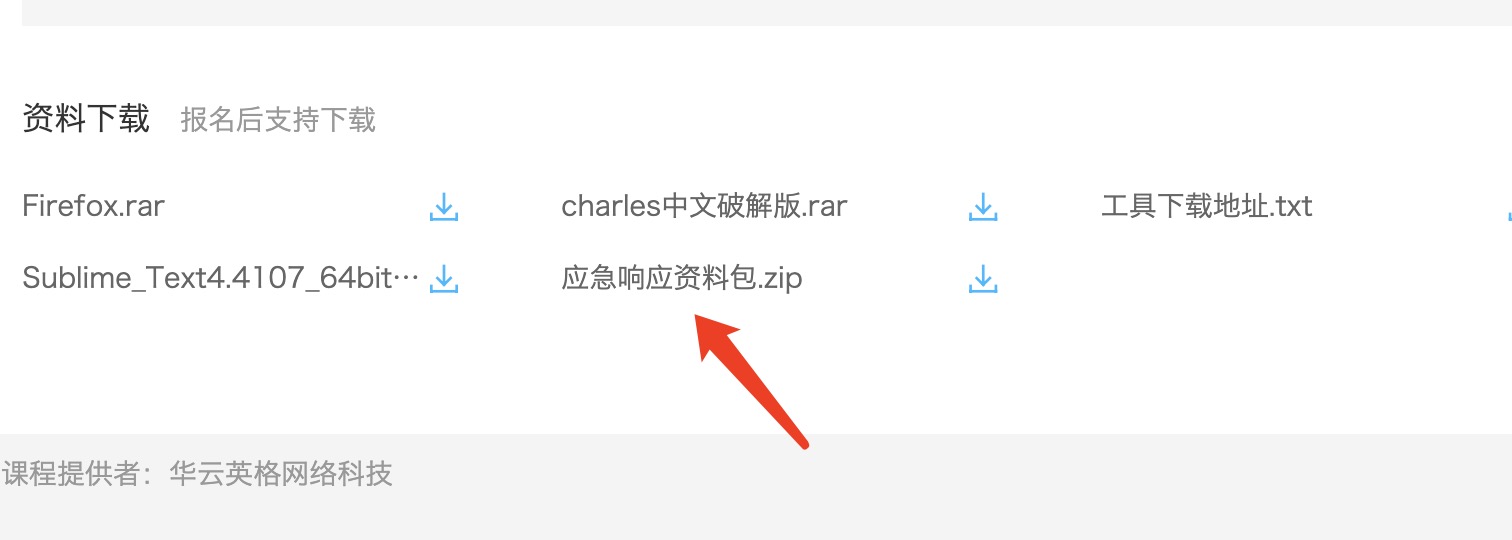 资料下载 报名后支持下载
Firefox.rar charles中文破解版.rar 工具下载地址.txt
Sublime_Text4.4107_64bit… 应急响应资料包.zip
课程提供者：华云英格网络科技